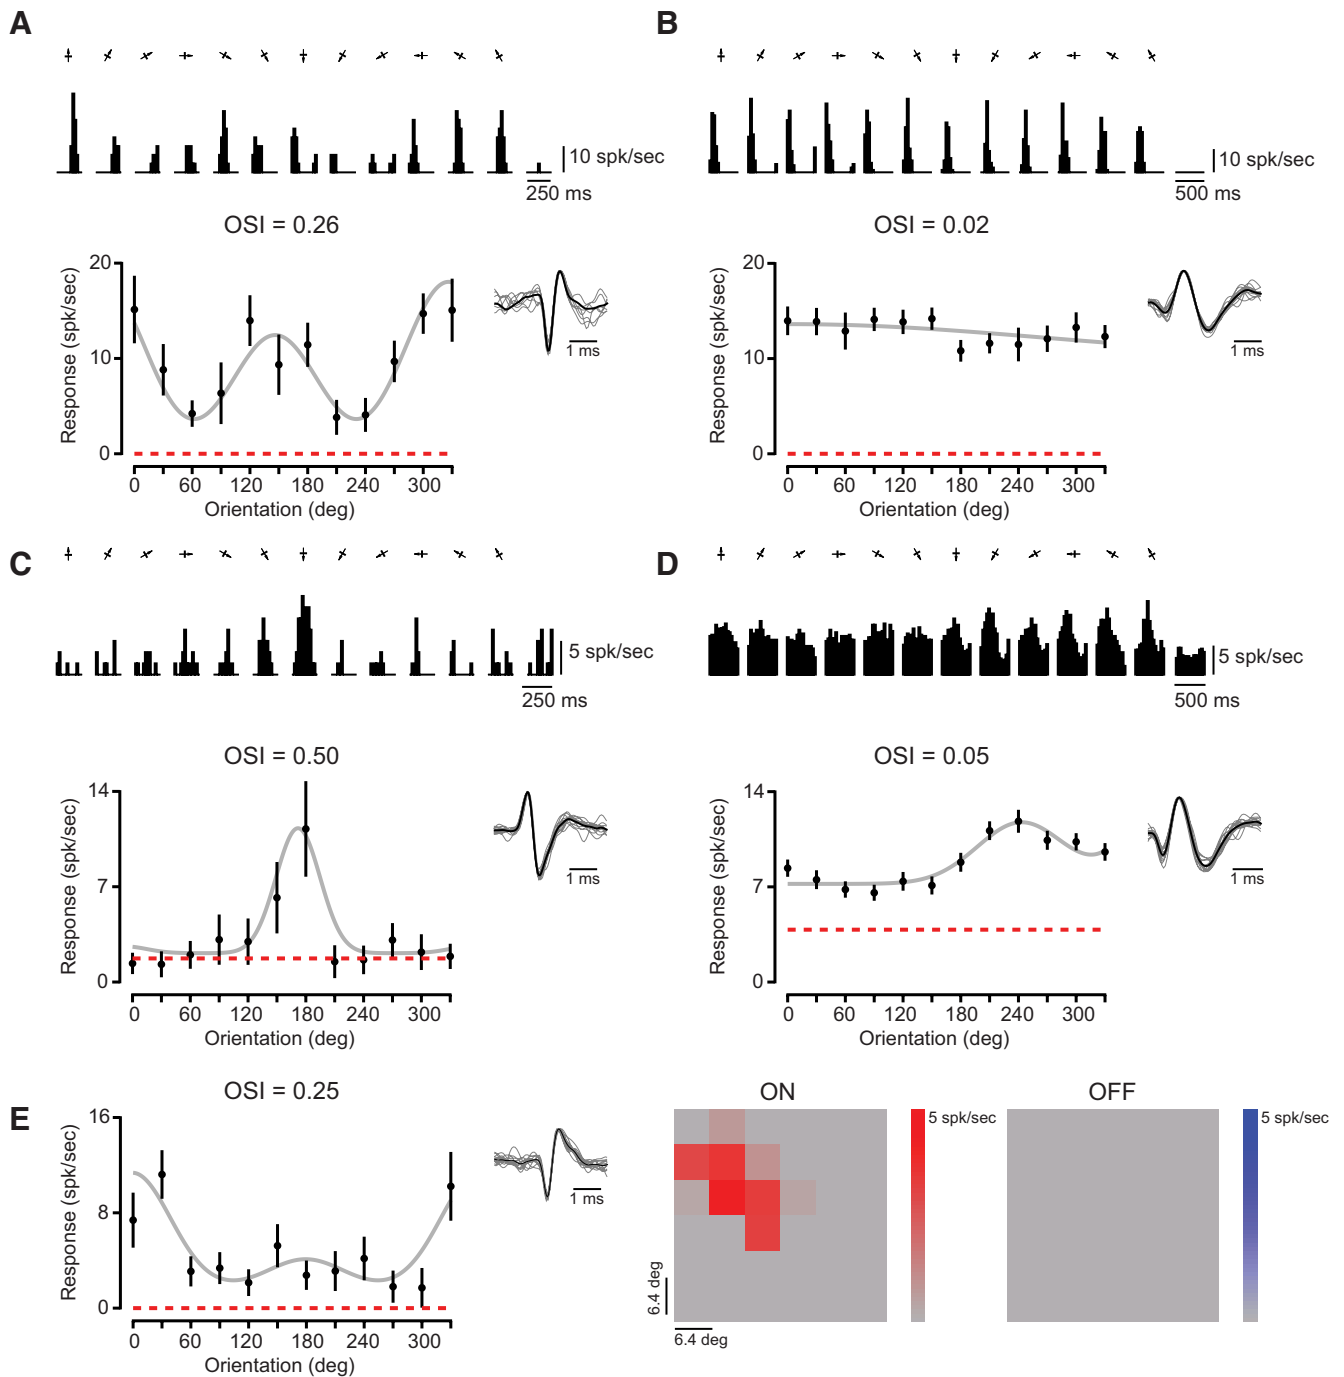 A
10 spk/sec
250 ms
OSI = 0.26
Response (spk/sec)
20
10
0
0 60 120 180 240 300
Orientation (deg)
1 ms
B
10 spk/sec
500 ms
OSI = 0.02
Response (spk/sec)
20
10
0
0 60 120 180 240 300
Orientation (deg)
1 ms
C
5 spk/sec
250 ms
OSI = 0.50
Response (spk/sec)
14
7
0
0 60 120 180 240 300
Orientation (deg)
1 ms
D
5 spk/sec
500 ms
OSI = 0.05
Response (spk/sec)
14
7
0
0 60 120 180 240 300
Orientation (deg)
1 ms
E
OSI = 0.25
Response (spk/sec)
16
8
0
0 60 120 180 240 300
Orientation (deg)
1 ms
ON
5 spk/sec
6.4 deg
6.4 deg
OFF
5 spk/sec